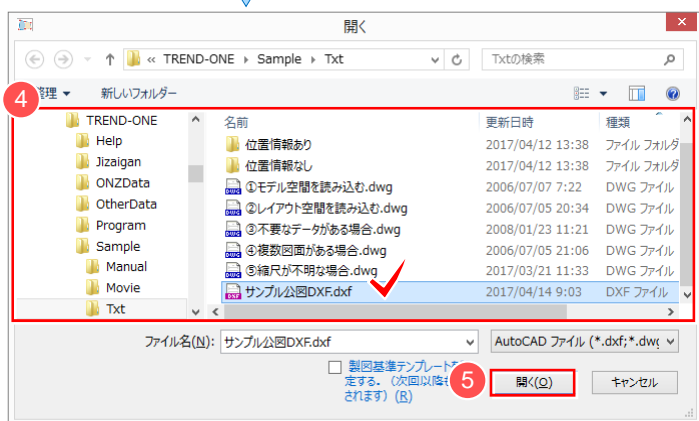 開く
« TREND-ONE ▸ Sample ▸ Txt
Txtの検索
4
整理 ▼ 新しいフォルダー
TREND-ONE
Help
Jizaigan
ONZData
OtherData
Program
Sample
Manual
Movie
Txt
名前 更新日時 種類
位置情報あり 2017/04/12 13:38 ファイル フォルダ
位置情報なし 2017/04/12 13:38 ファイル フォルダ
①モデル空間を読み込む.dwg 2006/07/07 7:22 DWG ファイル
②レイアウト空間を読み込む.dwg 2006/07/05 20:34 DWG ファイル
③不要なデータがある場合.dwg 2008/01/23 11:21 DWG ファイル
④複数図面がある場合.dwg 2006/07/05 21:06 DWG ファイル
⑤縮尺が不明な場合.dwg 2017/03/21 11:33 DWG ファイル
サンプル公図DXF.dxf 2017/04/14 9:03 DXF ファイル
ファイル名(N): サンプル公図DXF.dxf AutoCAD ファイル (*.dxf;*.dwg
製図基準テンプレートを
定する。（次回以降も
されます）(R)
5
開く(O)
キャンセル